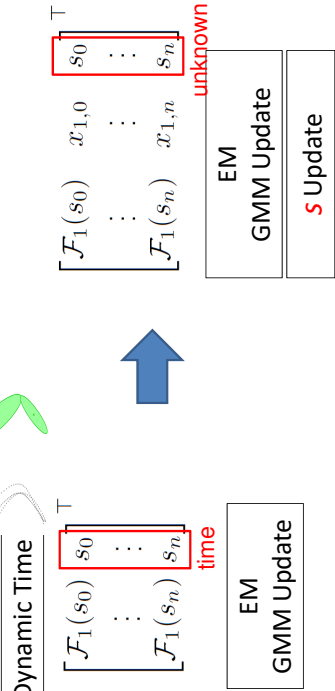 Dynamic Time
F₁(s₀) s₀ ⊤
⋮ ⋮
F₁(sₙ) sₙ
time
EM
GMM Update
F₁(s₀) x₁,₀ s₀ ⊤
⋮ ⋮ ⋮
F₁(sₙ) x₁,ₙ sₙ
unknown
EM
GMM Update
s Update